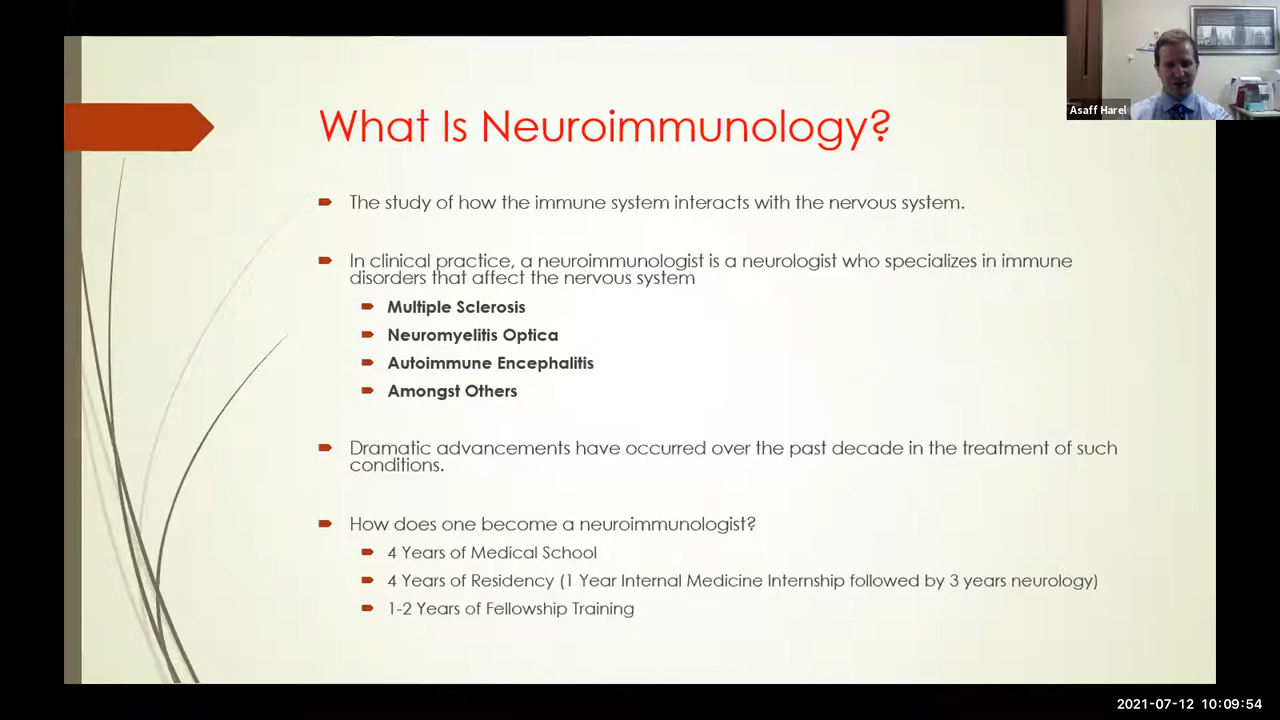 What Is Neuroimmunology?
Asaff Harel
The study of how the immune system interacts with the nervous system.
In clinical practice, a neuroimmunologist is a neurologist who specializes in immune
disorders that affect the nervous system
Multiple Sclerosis
Neuromyelitis Optica
Autoimmune Encephalitis
Amongst Others
Dramatic advancements have occurred over the past decade in the treatment of such
conditions.
How does one become a neuroimmunologist?
4 Years of Medical School
4 Years of Residency (1 Year Internal Medicine Internship followed by 3 years neurology)
1-2 Years of Fellowship Training
2021-07-12 10:09:54